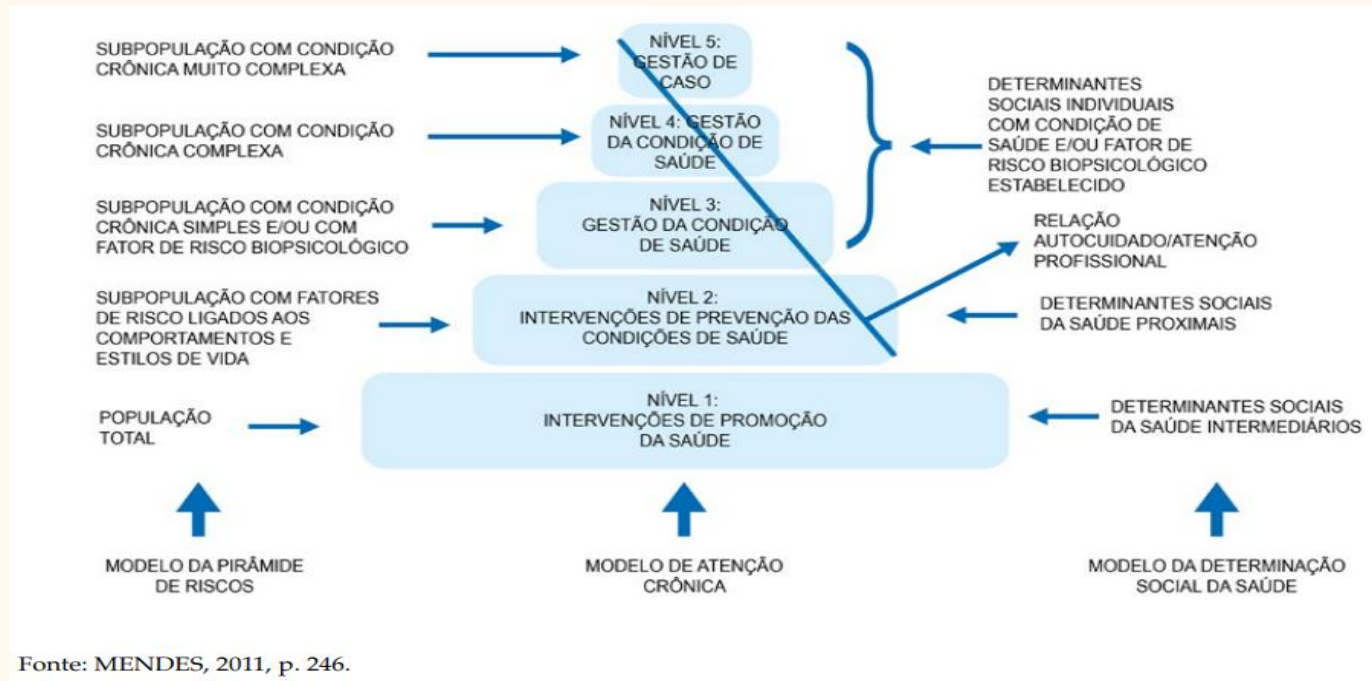 SUBPOPULAÇÃO COM CONDIÇÃO
CRÔNICA MUITO COMPLEXA
NÍVEL 5:
GESTÃO DE
CASO
DETERMINANTES
SOCIAIS INDIVIDUAIS
COM CONDIÇÃO DE
SAÚDE E/OU FATOR DE
RISCO BIOPSICOLÓGICO
ESTABELECIDO
SUBPOPULAÇÃO COM CONDIÇÃO
CRÔNICA COMPLEXA
NÍVEL 4: GESTÃO
DA CONDIÇÃO DE
SAÚDE
SUBPOPULAÇÃO COM CONDIÇÃO
CRÔNICA SIMPLES E/OU COM
FATOR DE RISCO BIOPSICOLÓGICO
NÍVEL 3:
GESTÃO DA CONDIÇÃO
DE SAÚDE
RELAÇÃO
AUTOCUIDADO/ATENÇÃO
PROFISSIONAL
SUBPOPULAÇÃO COM FATORES
DE RISCO LIGADOS AOS
COMPORTAMENTOS E
ESTILOS DE VIDA
NÍVEL 2:
INTERVENÇÕES DE PREVENÇÃO DAS
CONDIÇÕES DE SAÚDE
DETERMINANTES SOCIAIS
DA SAÚDE PROXIMAIS
POPULAÇÃO
TOTAL
NÍVEL 1:
INTERVENÇÕES DE PROMOÇÃO
DA SAÚDE
DETERMINANTES SOCIAIS
DA SAÚDE INTERMEDIÁRIOS
MODELO DA PIRÂMIDE
DE RISCOS
MODELO DE ATENÇÃO
CRÔNICA
MODELO DA DETERMINAÇÃO
SOCIAL DA SAÚDE
Fonte: MENDES, 2011, p. 246.